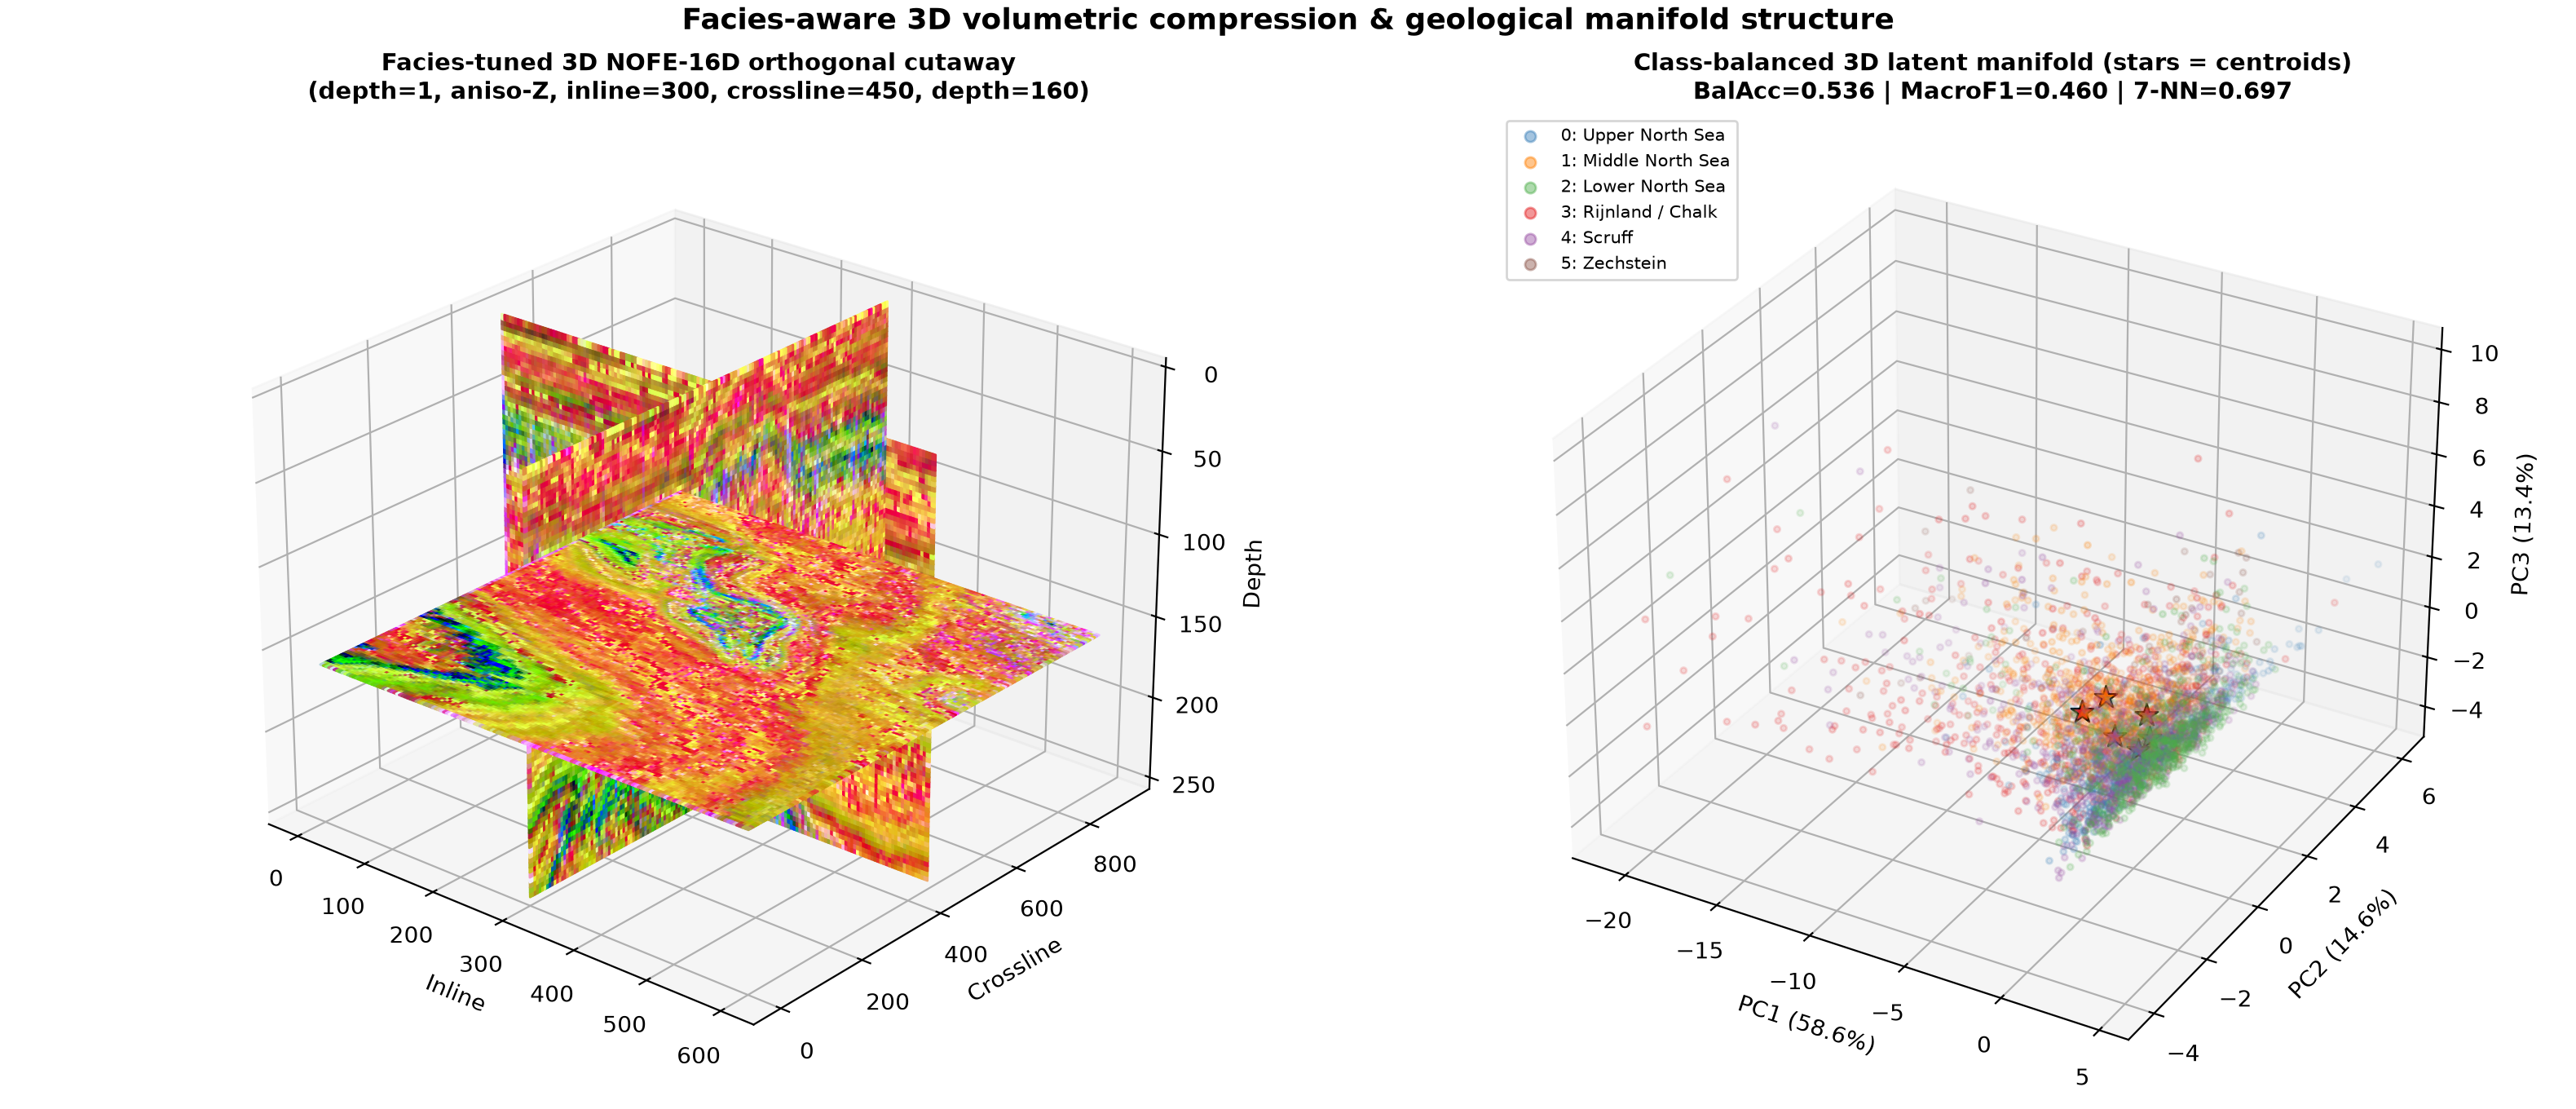 Facies-aware 3D volumetric compression & geological manifold structure
Facies-tuned 3D NOFE-16D orthogonal cutaway
(depth=1, aniso-Z, inline=300, crossline=450, depth=160)
0
50
100
150
200
250
Depth
0
100
200
300
400
500
600
Inline
0
200
400
600
800
Crossline
Class-balanced 3D latent manifold (stars = centroids)
BalAcc=0.536 | MacroF1=0.460 | 7-NN=0.697
0: Upper North Sea
1: Middle North Sea
2: Lower North Sea
3: Rijnland / Chalk
4: Scruff
5: Zechstein
10
8
6
4
2
0
−2
−4
PC3 (13.4%)
−20
−15
−10
−5
0
5
PC1 (58.6%)
6
4
2
0
−2
−4
PC2 (14.6%)